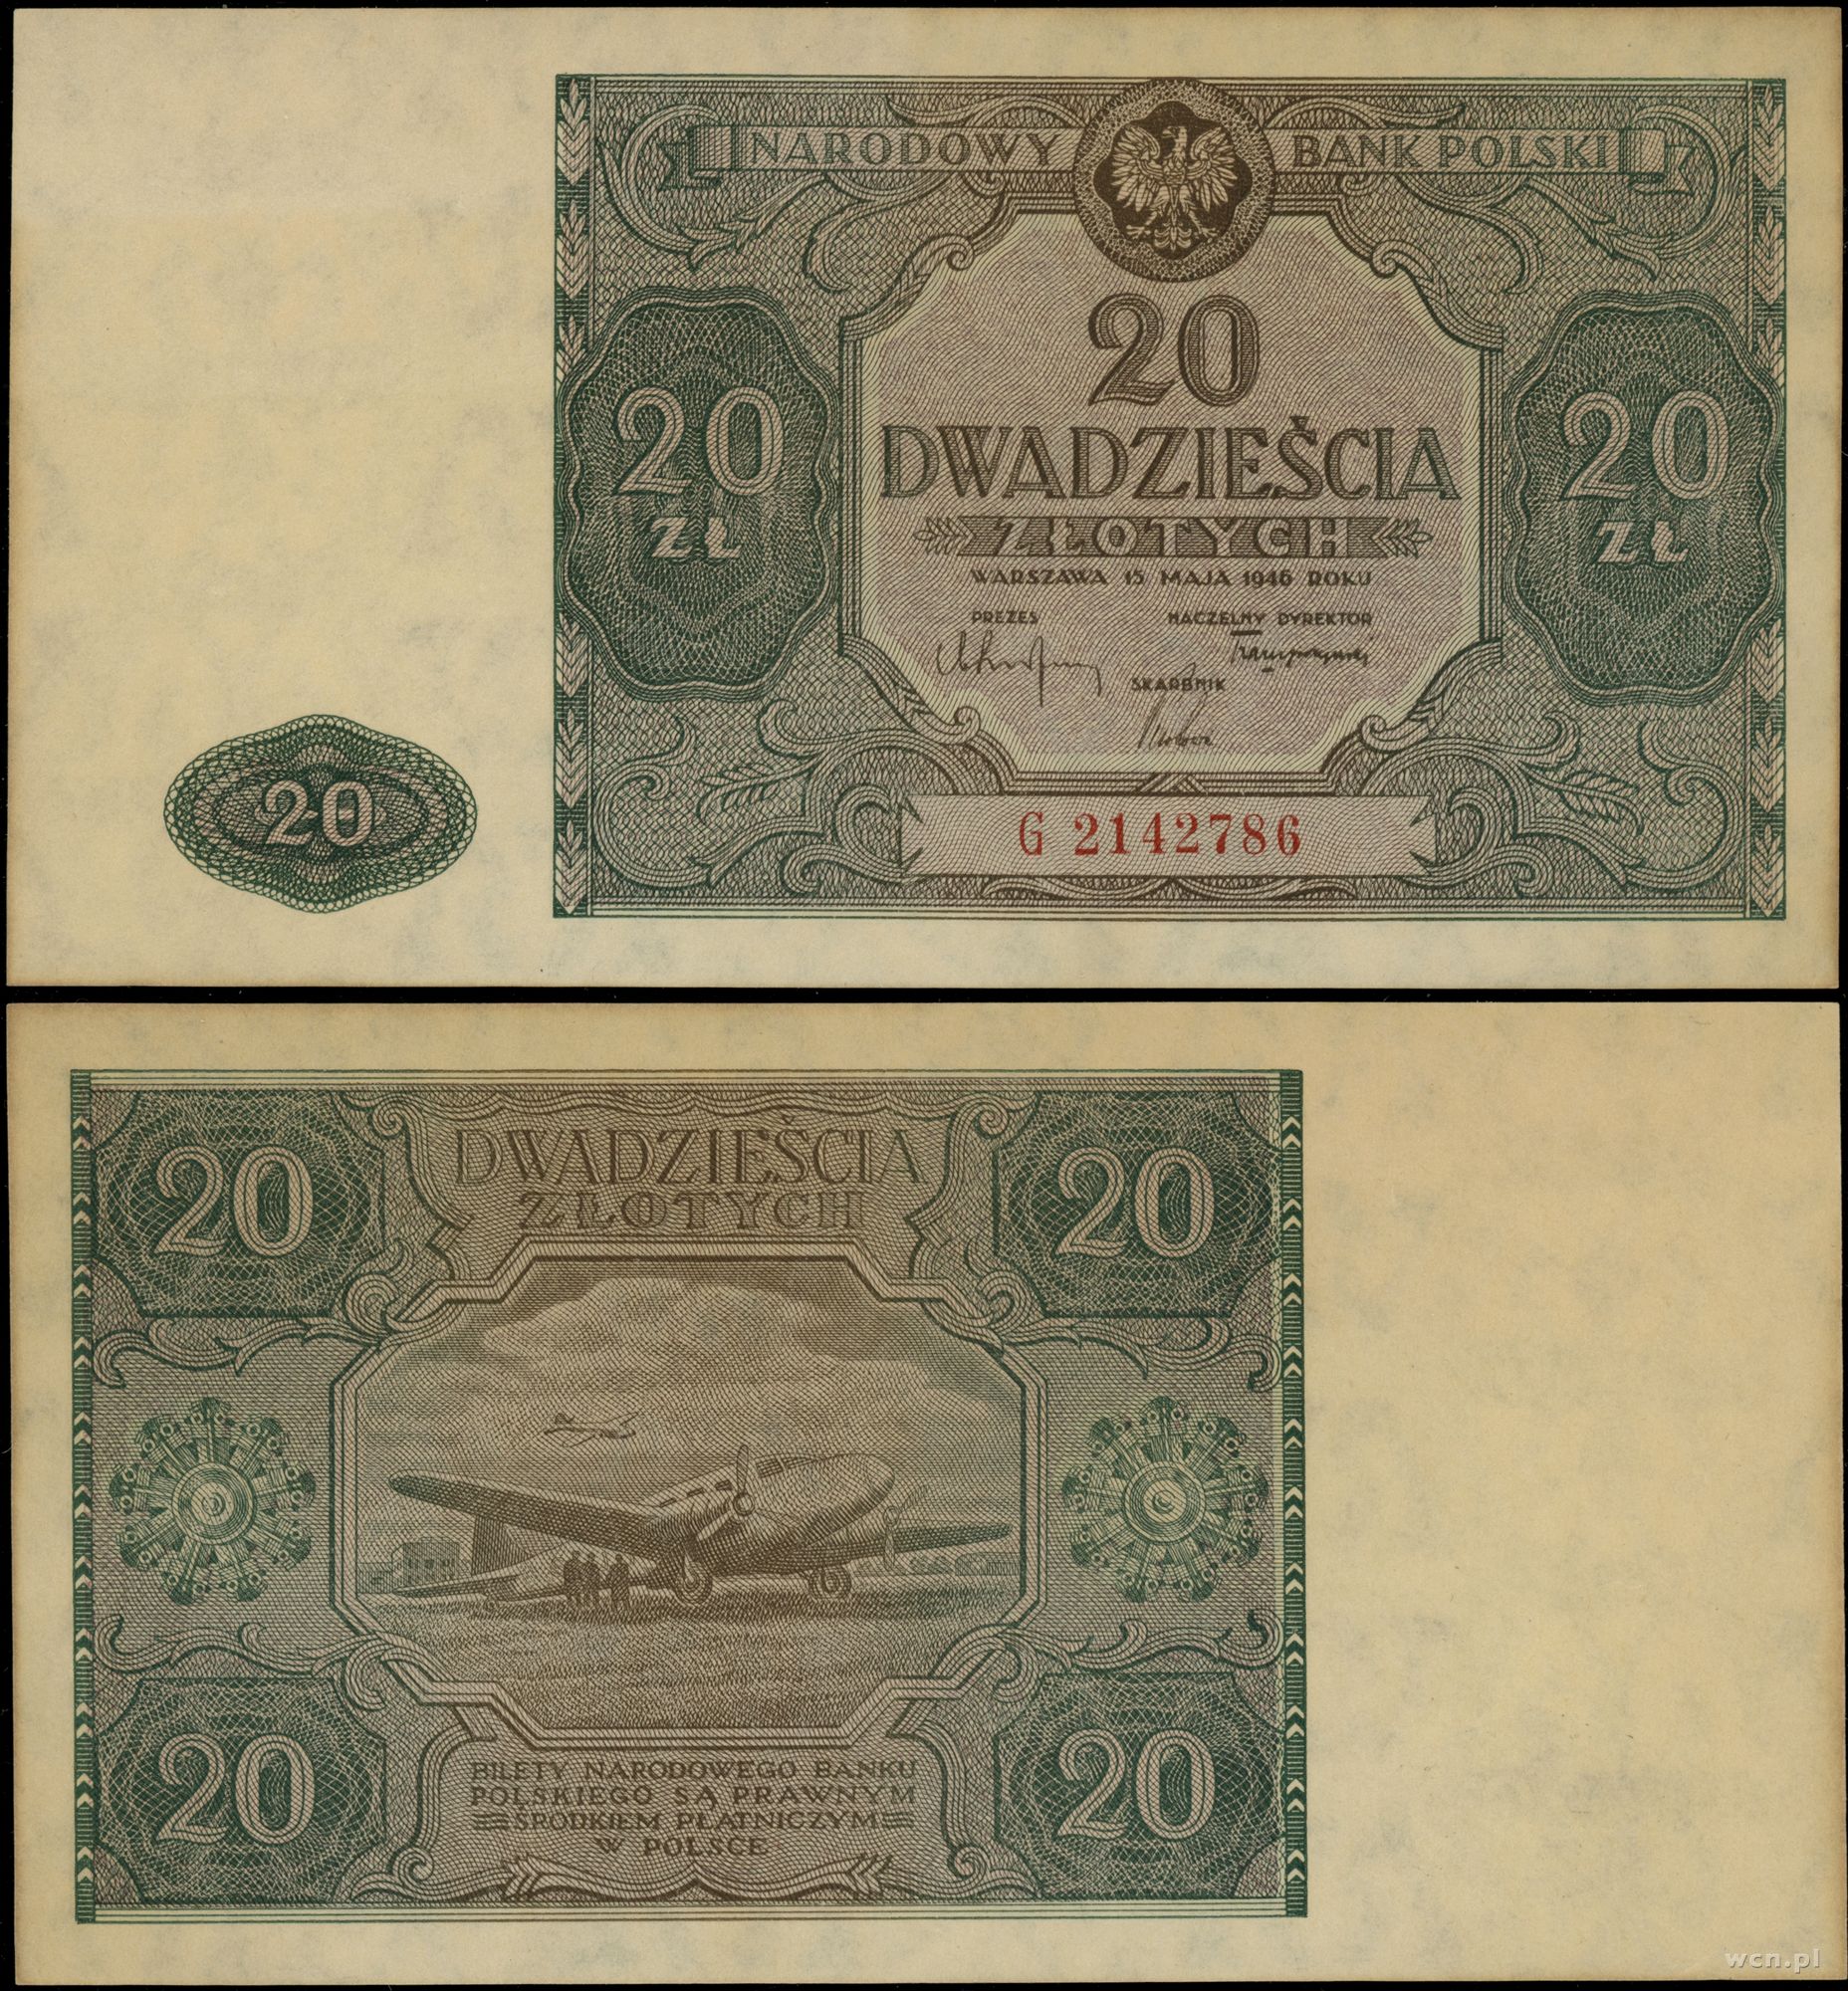 NARODOWY BANK POLSKI
20
DWADZIEŚCIA
ZŁOTYCH
20
ZŁ
20
ZŁ
WARSZAWA 15 MAJA 1946 ROKU
PREZES NACZELNY DYREKTOR
SKARBNIK
20
G 2142786
20
DWADZIEŚCIA
ZŁOTYCH
20
20
BILETY NARODOWEGO BANKU
POLSKIEGO SĄ PRAWNYM
ŚRODKIEM PŁATNICZYM
W POLSCE
20
wcn.pl